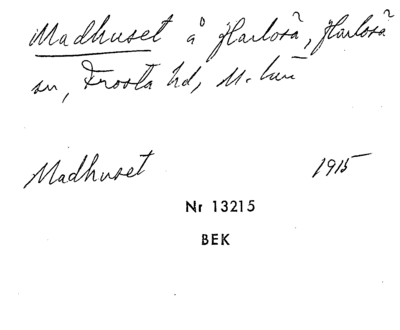 Madhuset å Harlösa, Harlösa
sn, Frosta hd, M. län
Madhuset 1915
Nr 13215
BEK